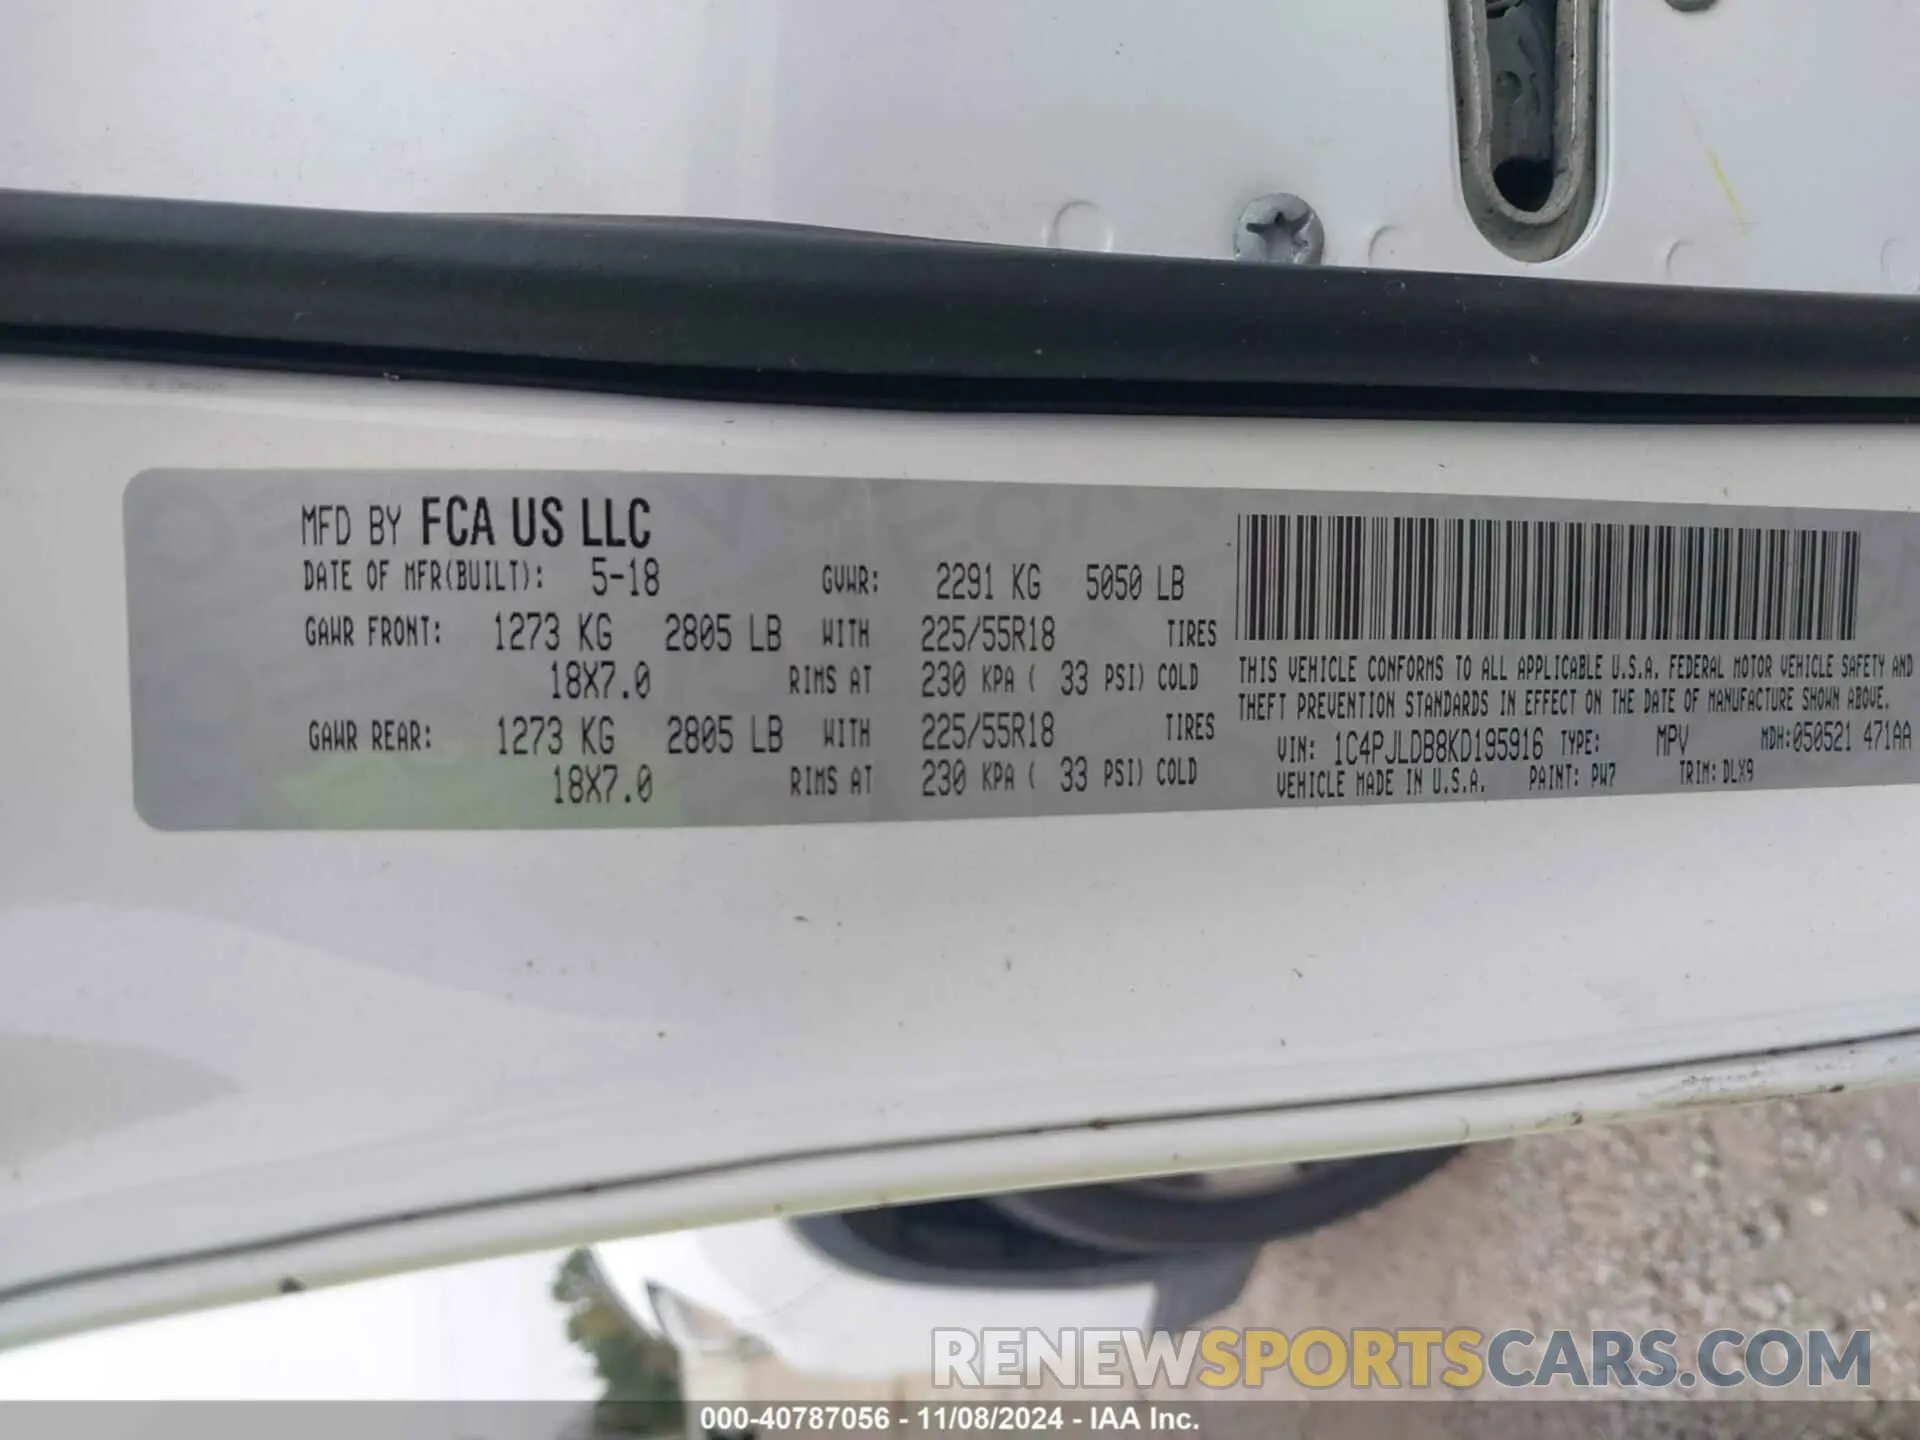 MFD BY FCA US LLC
DATE OF MFR(BUILT): 5-18 GVWR: 2291 KG 5050 LB
GAWR FRONT: 1273 KG 2805 LB WITH 225/55R18 TIRES
18X7.0 RIMS AT 230 KPA ( 33 PSI) COLD
GAWR REAR: 1273 KG 2805 LB WITH 225/55R18 TIRES
18X7.0 RIMS AT 230 KPA ( 33 PSI) COLD
THIS VEHICLE CONFORMS TO ALL APPLICABLE U.S.A. FEDERAL MOTOR VEHICLE SAFETY AND
THEFT PREVENTION STANDARDS IN EFFECT ON THE DATE OF MANUFACTURE SHOWN ABOVE.
VIN: 1C4PJLDB8KD195916 TYPE: MPV MDH:050521 471AA
VEHICLE MADE IN U.S.A. PAINT: PW7 TRIM: DLX9
RENEWSPORTSCARS.COM
000-40787056 - 11/08/2024 - IAA Inc.